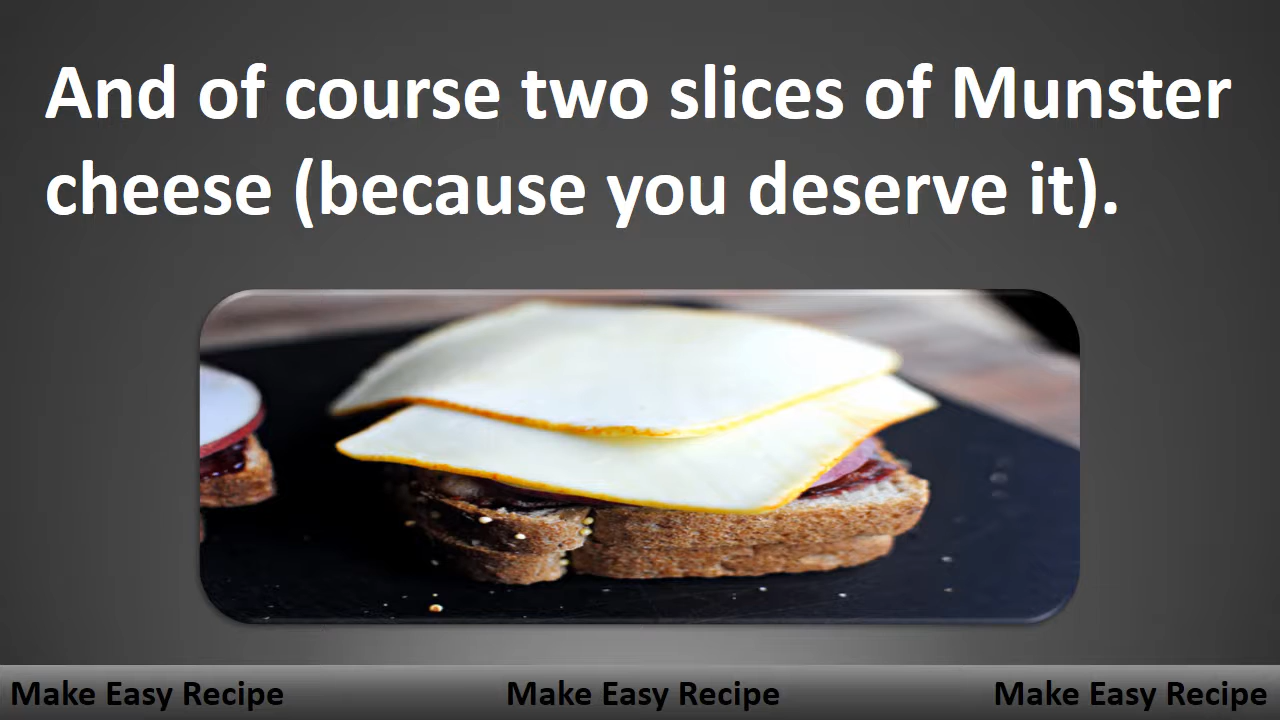 And of course two slices of Munster
cheese (because you deserve it).
Make Easy Recipe Make Easy Recipe Make Easy Recipe